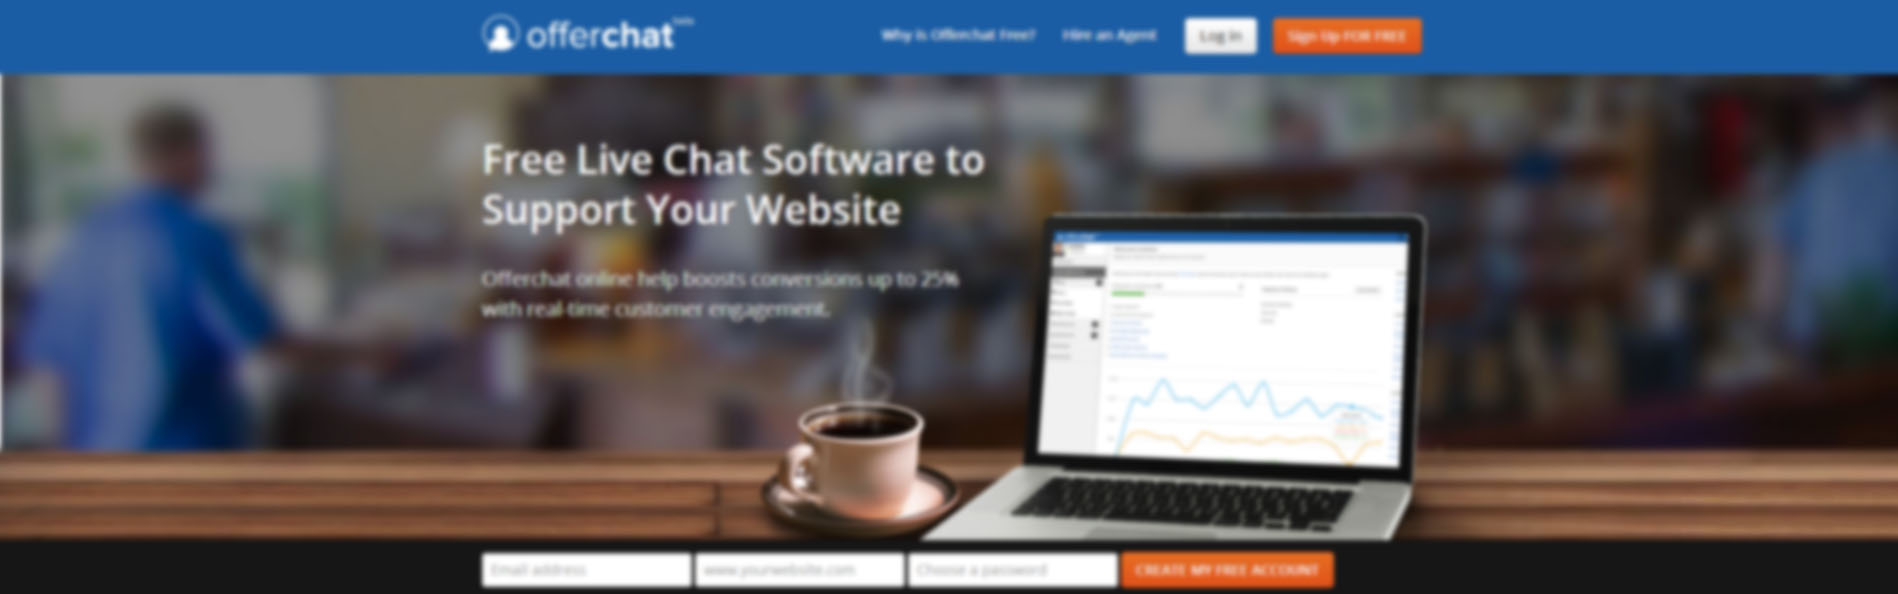 offerchat beta
Why is Offerchat Free?
Hire an Agent
Log in
Sign Up FOR FREE
Free Live Chat Software to
Support Your Website
Offerchat online help boosts conversions up to 25%
with real-time customer engagement.
Email address
www.yourwebsite.com
Choose a password
CREATE MY FREE ACCOUNT